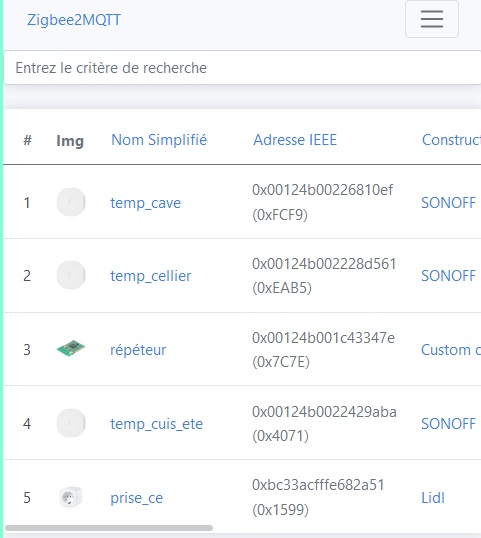 Zigbee2MQTT
Entrez le critère de recherche
# Img Nom Simplifié Adresse IEEE Construct
1 temp_cave 0x00124b00226810ef SONOFF
(0xFCF9)
2 temp_cellier 0x00124b002228d561 SONOFF
(0xEAB5)
3 répéteur 0x00124b001c43347e Custom d
(0x7C7E)
4 temp_cuis_ete 0x00124b0022429aba SONOFF
(0x4071)
5 prise_ce 0xbc33acfffe682a51 Lidl
(0x1599)